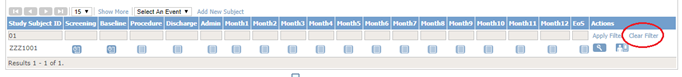 15 Show More Select An Event Add New Subject
Study Subject ID Screening Baseline Procedure Discharge Admin Month1 Month2 Month3 Month4 Month5 Month6 Month7 Month8 Month9 Month10 Month11 Month12 EoS Actions
01 Apply Filter Clear Filter
ZZZ1001
Results 1 - 1 of 1.